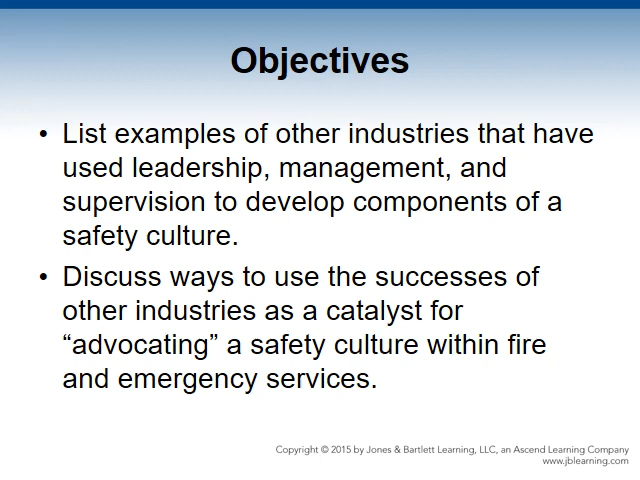 Objectives
• List examples of other industries that have
used leadership, management, and
supervision to develop components of a
safety culture.
• Discuss ways to use the successes of
other industries as a catalyst for
“advocating” a safety culture within fire
and emergency services.
Copyright © 2015 by Jones & Bartlett Learning, LLC, an Ascend Learning Company
www.jblearning.com